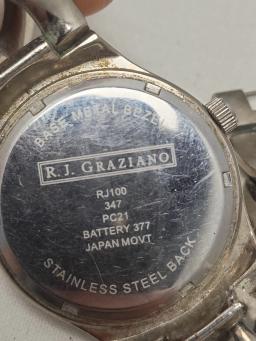 BASE METAL BEZEL
R.J. GRAZIANO
RJ100
347
PC21
BATTERY 377
JAPAN MOVT
STAINLESS STEEL BACK